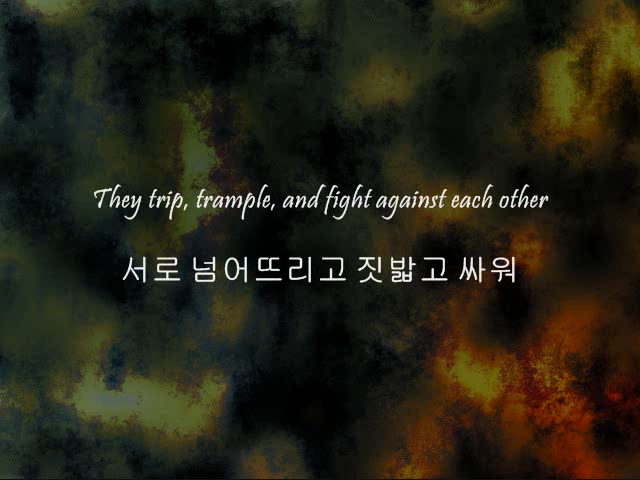 They trip, trample, and fight against each other
서로 넘어뜨리고 짓밟고 싸워